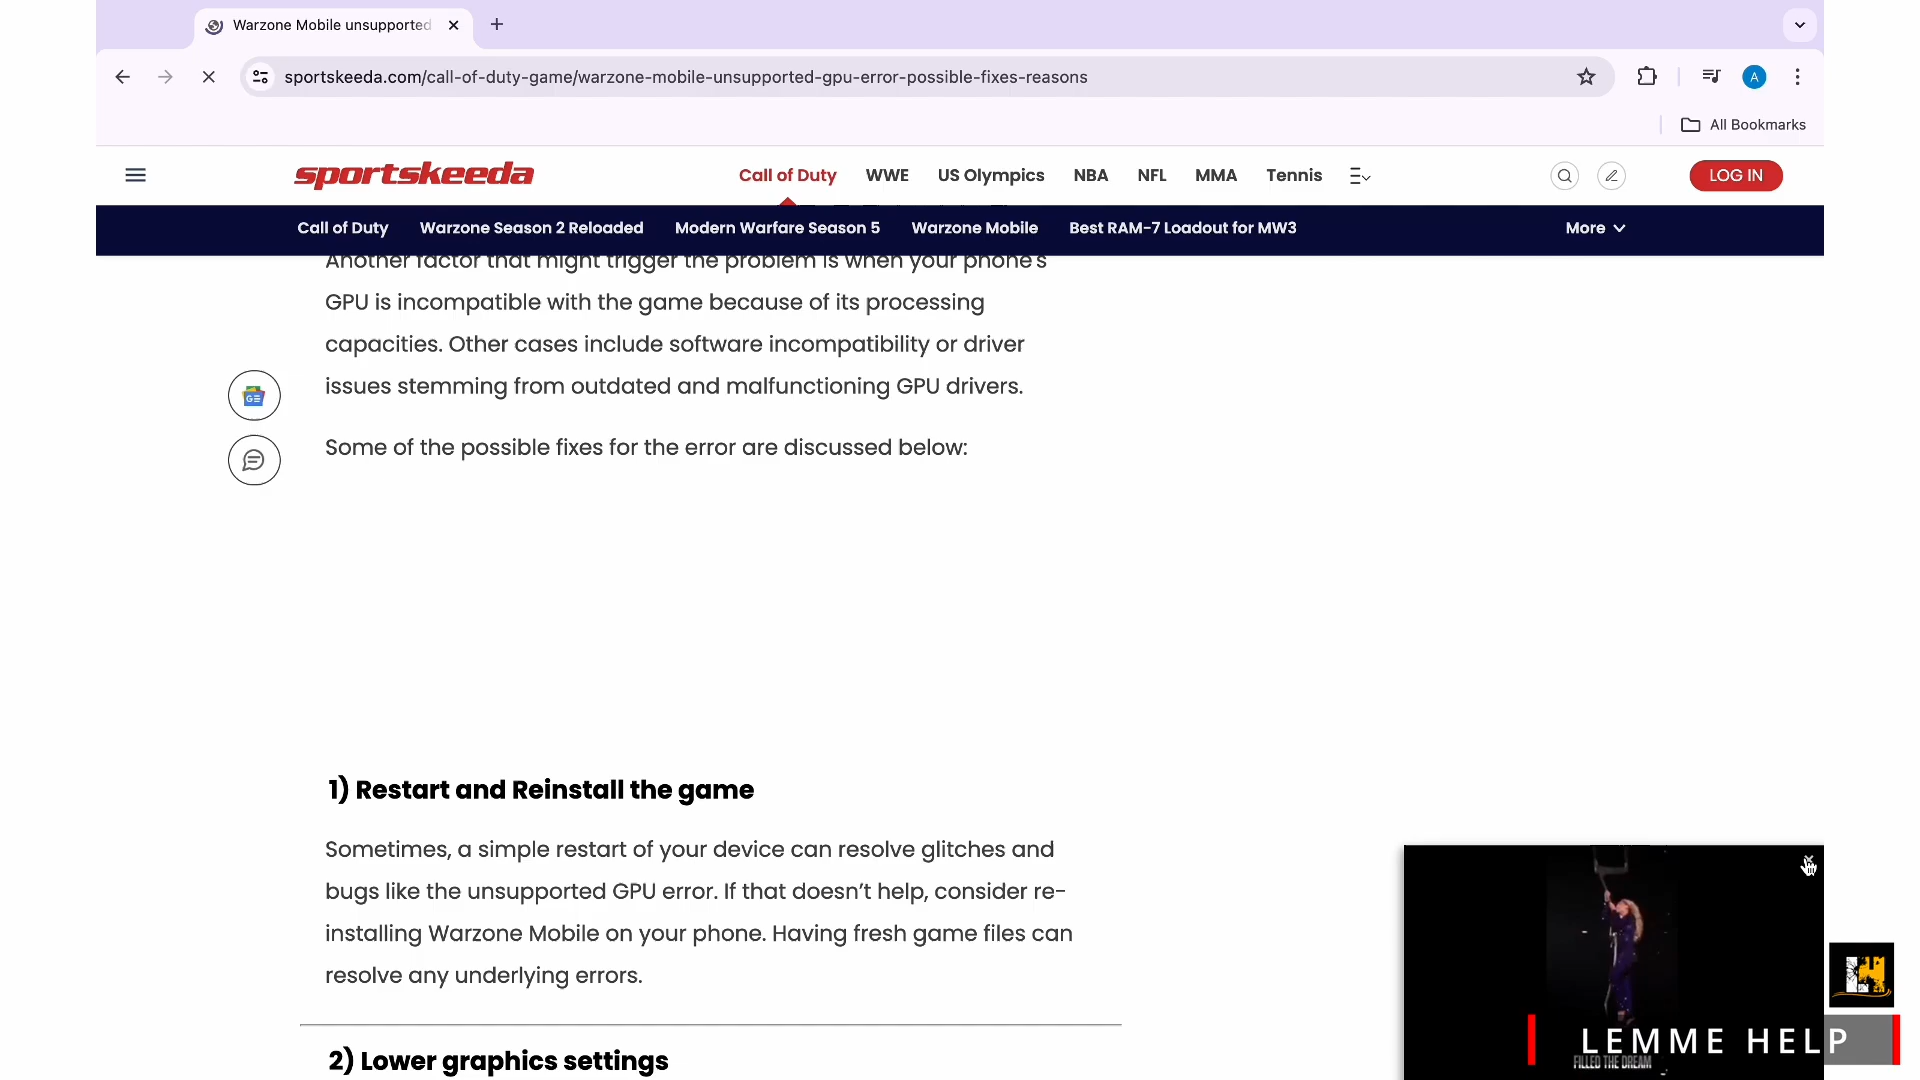 Warzone Mobile unsupported
sportskeeda.com/call-of-duty-game/warzone-mobile-unsupported-gpu-error-possible-fixes-reasons
A
All Bookmarks
sportskeeda
Call of Duty WWE US Olympics NBA NFL MMA Tennis
LOG IN
Call of Duty Warzone Season 2 Reloaded Modern Warfare Season 5 Warzone Mobile Best RAM-7 Loadout for MW3 More
Another factor that might trigger the problem is when your phone's
GPU is incompatible with the game because of its processing
capacities. Other cases include software incompatibility or driver
issues stemming from outdated and malfunctioning GPU drivers.
GE
Some of the possible fixes for the error are discussed below:
1) Restart and Reinstall the game
Sometimes, a simple restart of your device can resolve glitches and
bugs like the unsupported GPU error. If that doesn't help, consider re-
installing Warzone Mobile on your phone. Having fresh game files can
resolve any underlying errors.
2) Lower graphics settings
LH
LEMME HELP
FILLED THE DREAM